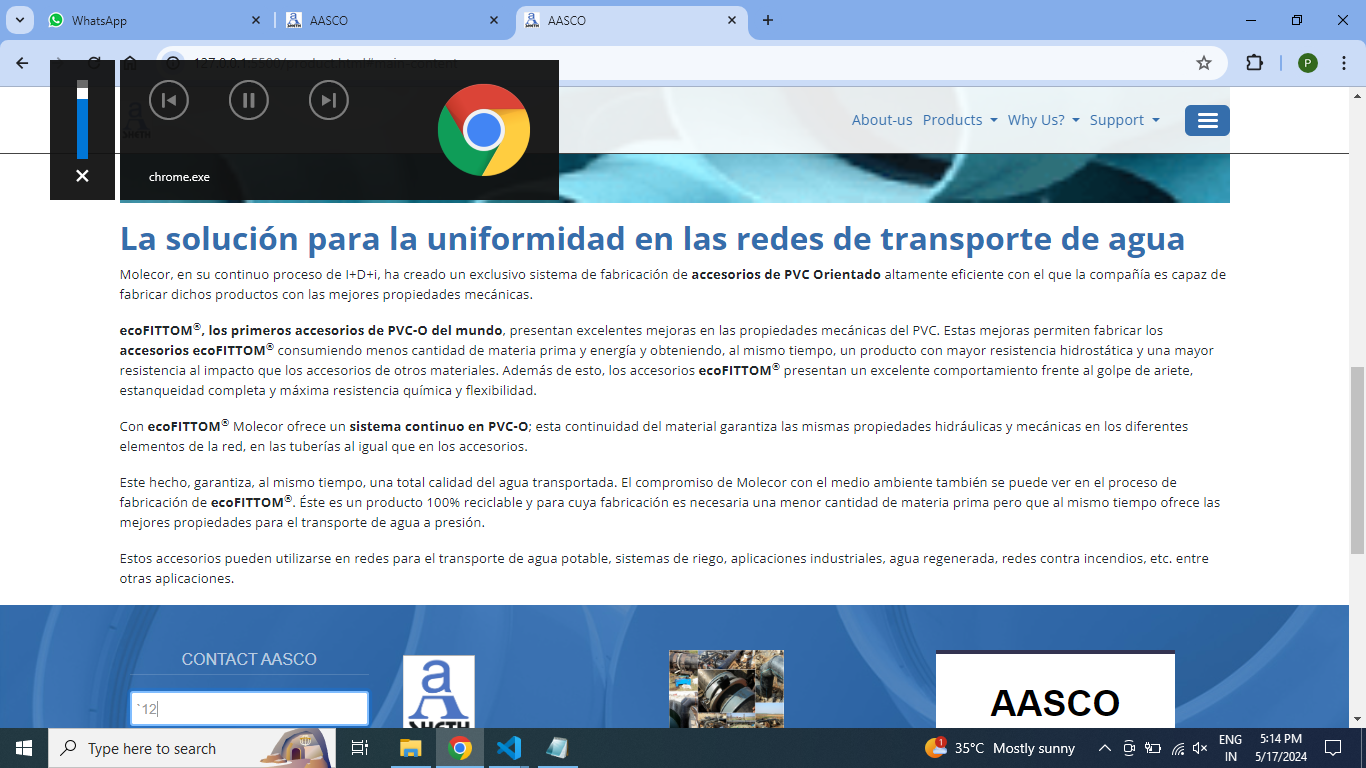 WhatsApp
AASCO
AASCO
P
About-us Products Why Us? Support
chrome.exe
La solución para la uniformidad en las redes de transporte de agua
Molecor, en su continuo proceso de I+D+i, ha creado un exclusivo sistema de fabricación de accesorios de PVC Orientado altamente eficiente con el que la compañía es capaz de
fabricar dichos productos con las mejores propiedades mecánicas.
ecoFITTOM®, los primeros accesorios de PVC-O del mundo, presentan excelentes mejoras en las propiedades mecánicas del PVC. Estas mejoras permiten fabricar los
accesorios ecoFITTOM® consumiendo menos cantidad de materia prima y energía y obteniendo, al mismo tiempo, un producto con mayor resistencia hidrostática y una mayor
resistencia al impacto que los accesorios de otros materiales. Además de esto, los accesorios ecoFITTOM® presentan un excelente comportamiento frente al golpe de ariete,
estanqueidad completa y máxima resistencia química y flexibilidad.
Con ecoFITTOM® Molecor ofrece un sistema continuo en PVC-O; esta continuidad del material garantiza las mismas propiedades hidráulicas y mecánicas en los diferentes
elementos de la red, en las tuberías al igual que en los accesorios.
Este hecho, garantiza, al mismo tiempo, una total calidad del agua transportada. El compromiso de Molecor con el medio ambiente también se puede ver en el proceso de
fabricación de ecoFITTOM®. Éste es un producto 100% reciclable y para cuya fabricación es necesaria una menor cantidad de materia prima pero que al mismo tiempo ofrece las
mejores propiedades para el transporte de agua a presión.
Estos accesorios pueden utilizarse en redes para el transporte de agua potable, sistemas de riego, aplicaciones industriales, agua regenerada, redes contra incendios, etc. entre
otras aplicaciones.
CONTACT AASCO
`12
a
AASCO
Type here to search
1
35°C Mostly sunny
ENG
IN
5:14 PM
5/17/2024